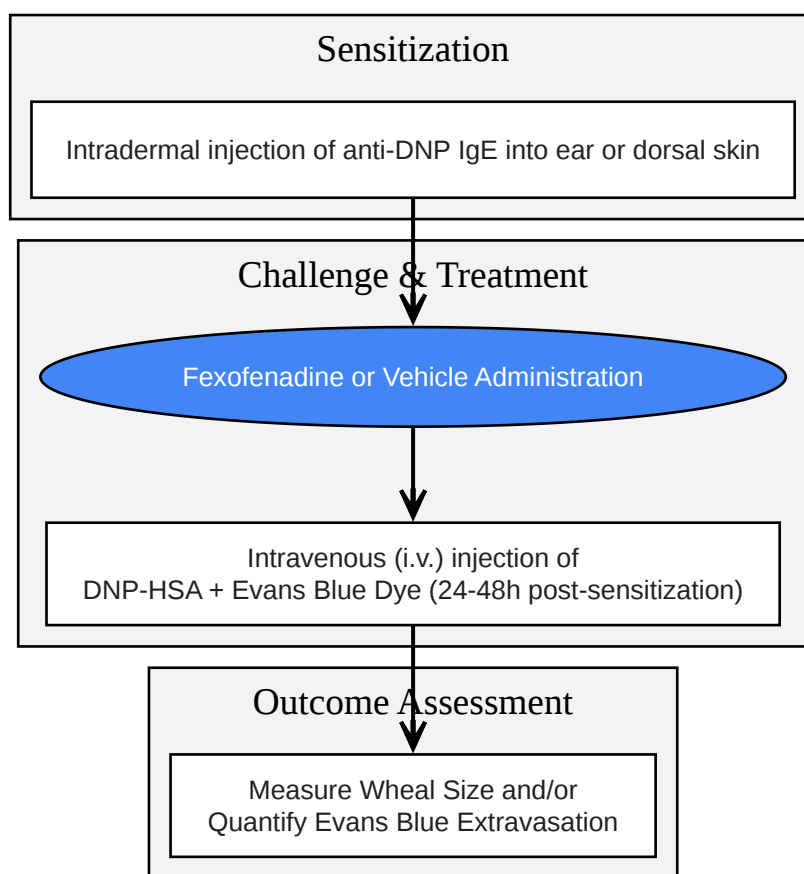 Sensitization
Intradermal injection of anti-DNP IgE into ear or dorsal skin
Challenge & Treatment
Fexofenadine or Vehicle Administration
Intravenous (i.v.) injection of
DNP-HSA + Evans Blue Dye (24-48h post-sensitization)
Outcome Assessment
Measure Wheal Size and/or
Quantify Evans Blue Extravasation